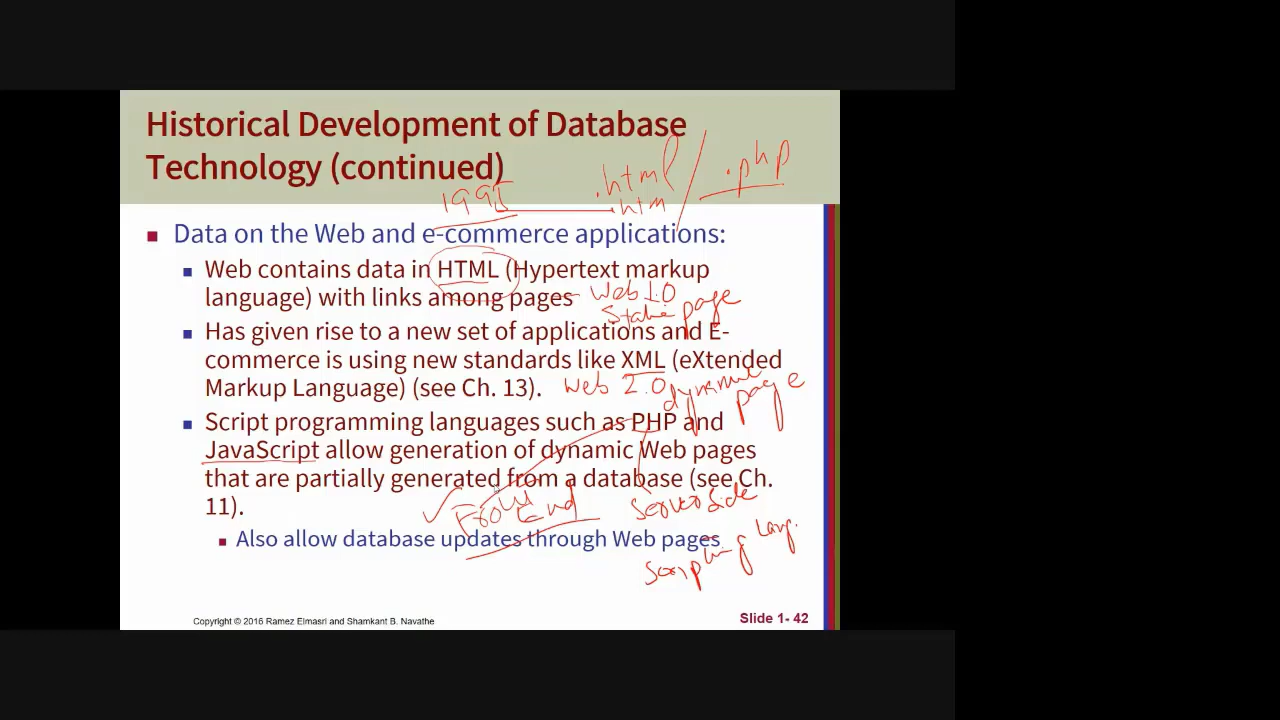 Historical Development of Database
Technology (continued)
1995
.html / .php
.htm
Data on the Web and e-commerce applications:
Web contains data in HTML (Hypertext markup
language) with links among pages
Web 1.0
Static page
Has given rise to a new set of applications and E-
commerce is using new standards like XML (eXtended
Markup Language) (see Ch. 13).
Web 2.0 dynamic
page
Script programming languages such as PHP and
JavaScript allow generation of dynamic Web pages
that are partially generated from a database (see Ch.
11).
Front End
Server Side
Scripting Lang.
Also allow database updates through Web pages
Copyright © 2016 Ramez Elmasri and Shamkant B. Navathe
Slide 1- 42